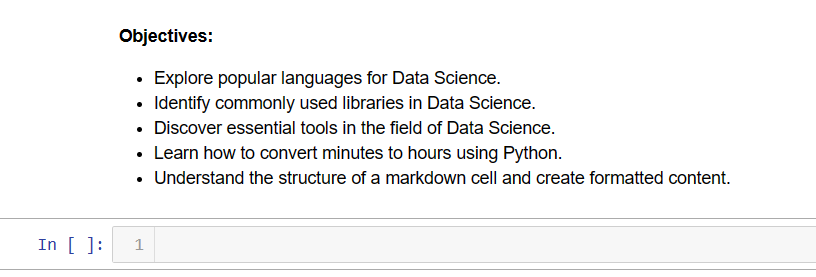 Objectives:
• Explore popular languages for Data Science.
• Identify commonly used libraries in Data Science.
• Discover essential tools in the field of Data Science.
• Learn how to convert minutes to hours using Python.
• Understand the structure of a markdown cell and create formatted content.
In [ ]: 1